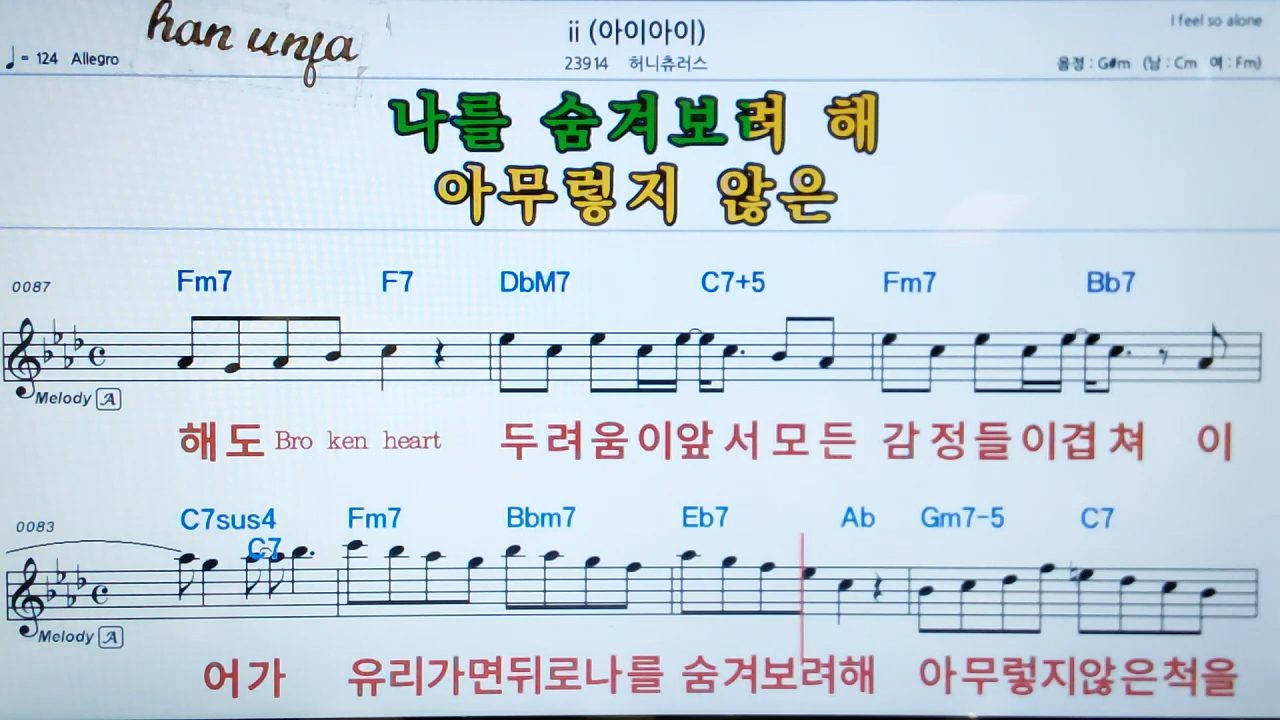 han unfa
ii (아이아이)
I feel so alone
♩= 124 Allegro
23914 허니츄러스
음정 : G#m (남 : Cm 여 : Fm)
나를 숨겨보려 해
아무렇지 않은
0087
Fm7 F7 DbM7 C7+5 Fm7 Bb7
Melody A
해도 Bro ken heart 두려움이앞서모든 감정들이겹쳐 이
0083
C7sus4 C7 Fm7 Bbm7 Eb7 Ab Gm7-5 C7
Melody A
어가 유리가면뒤로나를 숨겨보려해 아무렇지않은척을